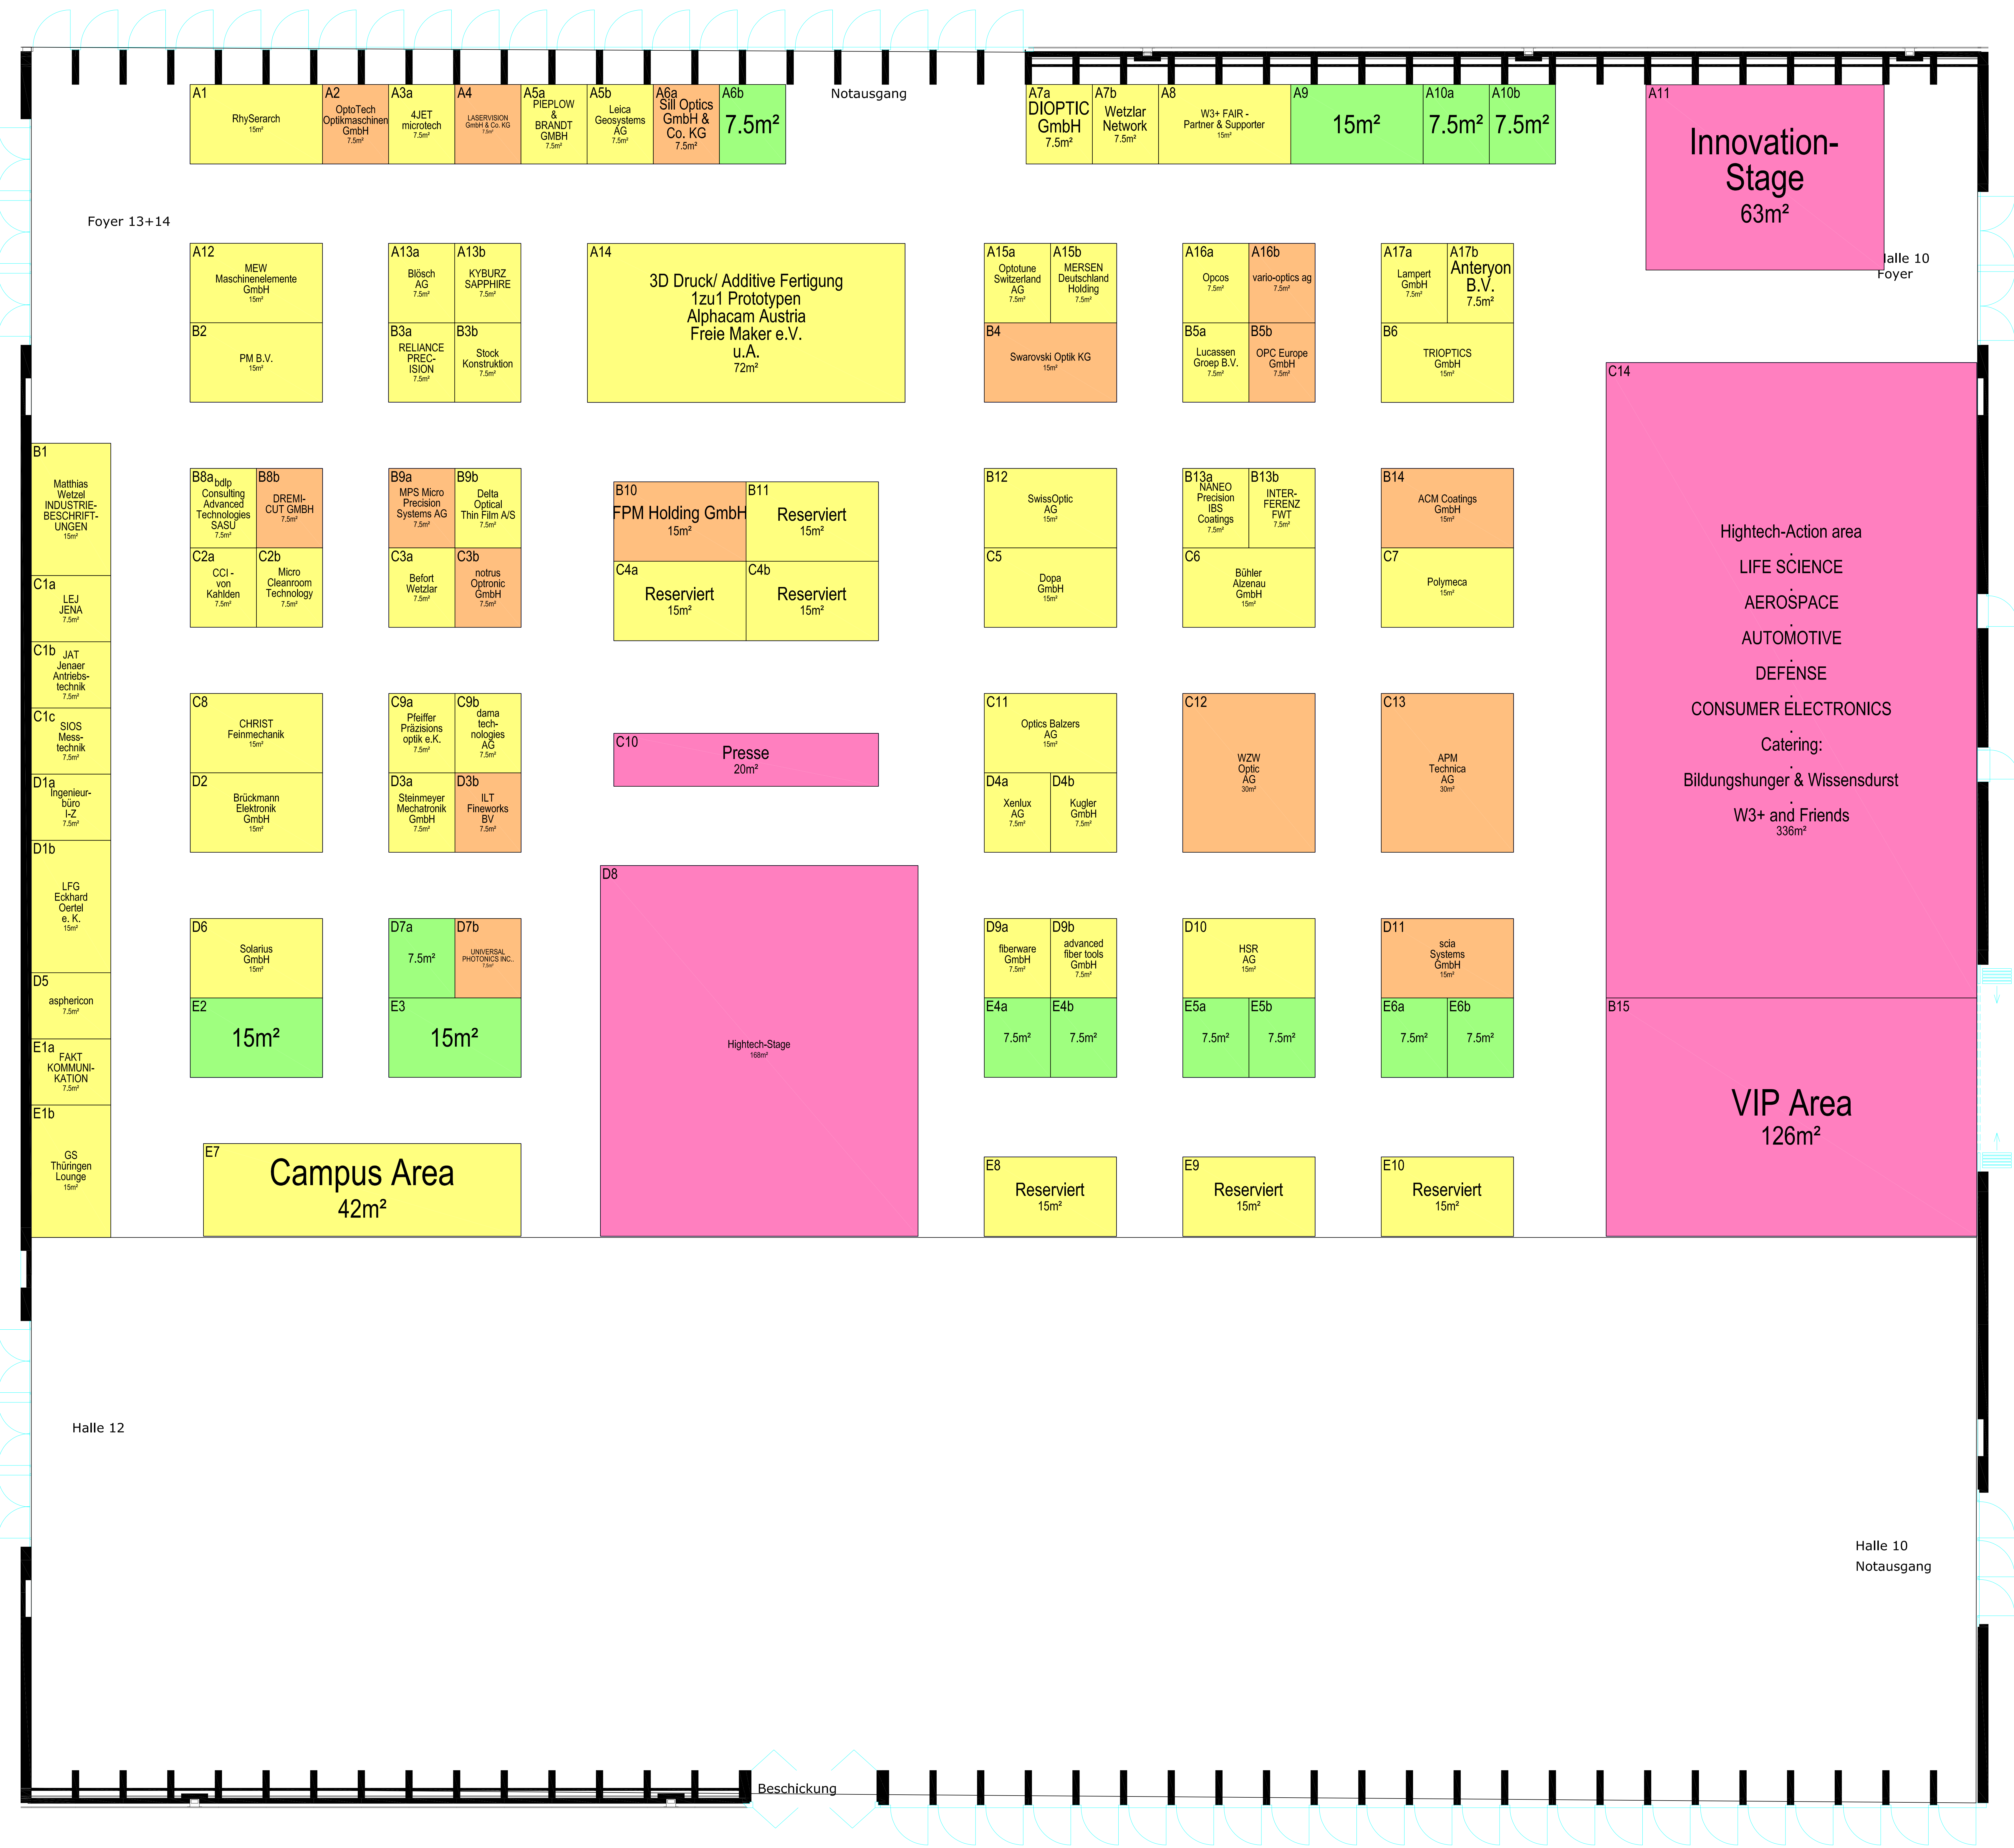 A1
RhySerarch
15m²
A2
OptoTech
Optikmaschinen
GmbH
7.5m²
A3a
4JET
microtech
7.5m²
A4
LASERVISION
GmbH & Co. KG
7.5m²
A5a
PIEPLOW
&
BRANDT
GMBH
7.5m²
A5b
Leica
Geosystems
AG
7.5m²
A6a
Sill Optics
GmbH &
Co. KG
7.5m²
A6b
7.5m²
Notausgang
A7a
DIOPTIC
GmbH
7.5m²
A7b
Wetzlar
Network
7.5m²
A8
W3+ FAIR -
Partner & Supporter
15m²
A9
15m²
A10a
7.5m²
A10b
7.5m²
A11
Innovation-
Stage
63m²
Foyer 13+14
Halle 10
Foyer
A12
MEW
Maschinenelemente
GmbH
15m²
A13a
Blösch
AG
7.5m²
A13b
KYBURZ
SAPPHIRE
7.5m²
A14
3D Druck/ Additive Fertigung
1zu1 Prototypen
Alphacam Austria
Freie Maker e.V.
u.A.
72m²
A15a
Optotune
Switzerland
AG
7.5m²
A15b
MERSEN
Deutschland
Holding
7.5m²
A16a
Opcos
7.5m²
A16b
vario-optics ag
7.5m²
A17a
Lampert
GmbH
7.5m²
A17b
Anteryon
B.V.
7.5m²
B2
PM B.V.
15m²
B3a
RELIANCE
PREC-
ISION
7.5m²
B3b
Stock
Konstruktion
7.5m²
B4
Swarovski Optik KG
15m²
B5a
Lucassen
Groep B.V.
7.5m²
B5b
OPC Europe
GmbH
7.5m²
B6
TRIOPTICS
GmbH
15m²
C14
Hightech-Action area
.
LIFE SCIENCE
.
AEROSPACE
.
AUTOMOTIVE
.
DEFENSE
.
CONSUMER ELECTRONICS
.
Catering:
.
Bildungshunger & Wissensdurst
.
W3+ and Friends
336m²
B1
Matthias
Wetzel
INDUSTRIE-
BESCHRIFT-
UNGEN
15m²
B8a
bdlp
Consulting
Advanced
Technologies
SASU
7.5m²
B8b
DREMI-
CUT GMBH
7.5m²
B9a
MPS Micro
Precision
Systems AG
7.5m²
B9b
Delta
Optical
Thin Film A/S
7.5m²
B10
FPM Holding GmbH
15m²
B11
Reserviert
15m²
B12
SwissOptic
AG
15m²
B13a
NANEO
Precision
IBS
Coatings
7.5m²
B13b
INTER-
FERENZ
FWT
7.5m²
B14
ACM Coatings
GmbH
15m²
C2a
CCI -
von
Kahlden
7.5m²
C2b
Micro
Cleanroom
Technology
7.5m²
C3a
Befort
Wetzlar
7.5m²
C3b
notrus
Optronic
GmbH
7.5m²
C4a
Reserviert
15m²
C4b
Reserviert
15m²
C5
Dopa
GmbH
15m²
C6
Bühler
Alzenau
GmbH
15m²
C7
Polymeca
15m²
C1a
LEJ
JENA
7.5m²
C1b
JAT
Jenaer
Antriebs-
technik
7.5m²
C1c
SIOS
Mess-
technik
7.5m²
C8
CHRIST
Feinmechanik
15m²
C9a
Pfeiffer
Präzisions
optik e.K.
7.5m²
C9b
dama
tech-
nologies
AG
7.5m²
C10
Presse
20m²
C11
Optics Balzers
AG
15m²
C12
WZW
Optic
AG
30m²
C13
APM
Technica
AG
30m²
D1a
Ingenieur-
büro
I-Z
7.5m²
D2
Brückmann
Elektronik
GmbH
15m²
D3a
Steinmeyer
Mechatronik
GmbH
7.5m²
D3b
ILT
Fineworks
BV
7.5m²
D4a
Xenlux
AG
7.5m²
D4b
Kugler
GmbH
7.5m²
D1b
LFG
Eckhard
Oertel
e. K.
15m²
D8
Hightech-Stage
168m²
D6
Solarius
GmbH
15m²
D7a
7.5m²
D7b
UNIVERSAL
PHOTONICS INC..
7.5m²
D9a
fiberware
GmbH
7.5m²
D9b
advanced
fiber tools
GmbH
7.5m²
D10
HSR
AG
15m²
D11
scia
Systems
GmbH
15m²
D5
asphericon
7.5m²
E2
15m²
E3
15m²
E4a
7.5m²
E4b
7.5m²
E5a
7.5m²
E5b
7.5m²
E6a
7.5m²
E6b
7.5m²
B15
VIP Area
126m²
E1a
FAKT
KOMMUNI-
KATION
7.5m²
E1b
GS
Thüringen
Lounge
15m²
E7
Campus Area
42m²
E8
Reserviert
15m²
E9
Reserviert
15m²
E10
Reserviert
15m²
Halle 12
Halle 10
Notausgang
Beschickung